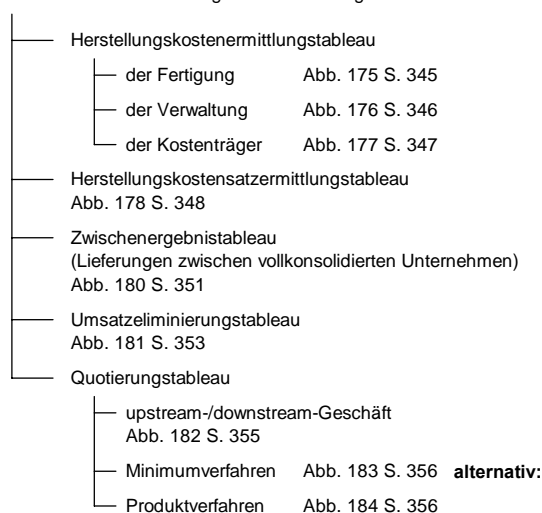 Herstellungskostenermittlungstableau
der Fertigung Abb. 175 S. 345
der Verwaltung Abb. 176 S. 346
der Kostenträger Abb. 177 S. 347
Herstellungskostensatzermittlungstableau
Abb. 178 S. 348
Zwischenergebnistableau
(Lieferungen zwischen vollkonsolidierten Unternehmen)
Abb. 180 S. 351
Umsatzeliminierungstableau
Abb. 181 S. 353
Quotierungstableau
upstream-/downstream-Geschäft
Abb. 182 S. 355
Minimumverfahren Abb. 183 S. 356 alternativ:
Produktverfahren Abb. 184 S. 356